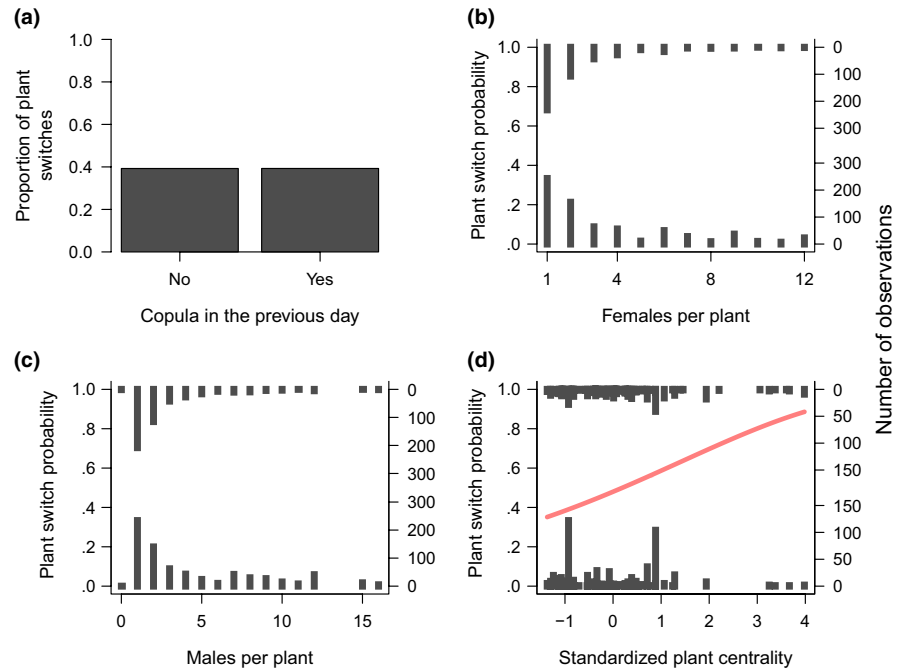 (a)
1.0
0.8
0.6
0.4
0.2
0.0
Proportion of plant
switches
No Yes
Copula in the previous day
(b)
1.0
.8
.6
.4
.2
.0
Plant switch probability
0
100
200
300
300
200
100
0
1 4 8 12
Females per plant
(c)
1.0
.8
.6
.4
.2
.0
Plant switch probability
0
100
200
300
300
200
100
0
0 5 10 15
Males per plant
(d)
1.0
.8
.6
.4
.2
.0
Plant switch probability
0
50
100
150
150
100
50
0
−1 0 1 2 3 4
Standardized plant centrality
Number of observations